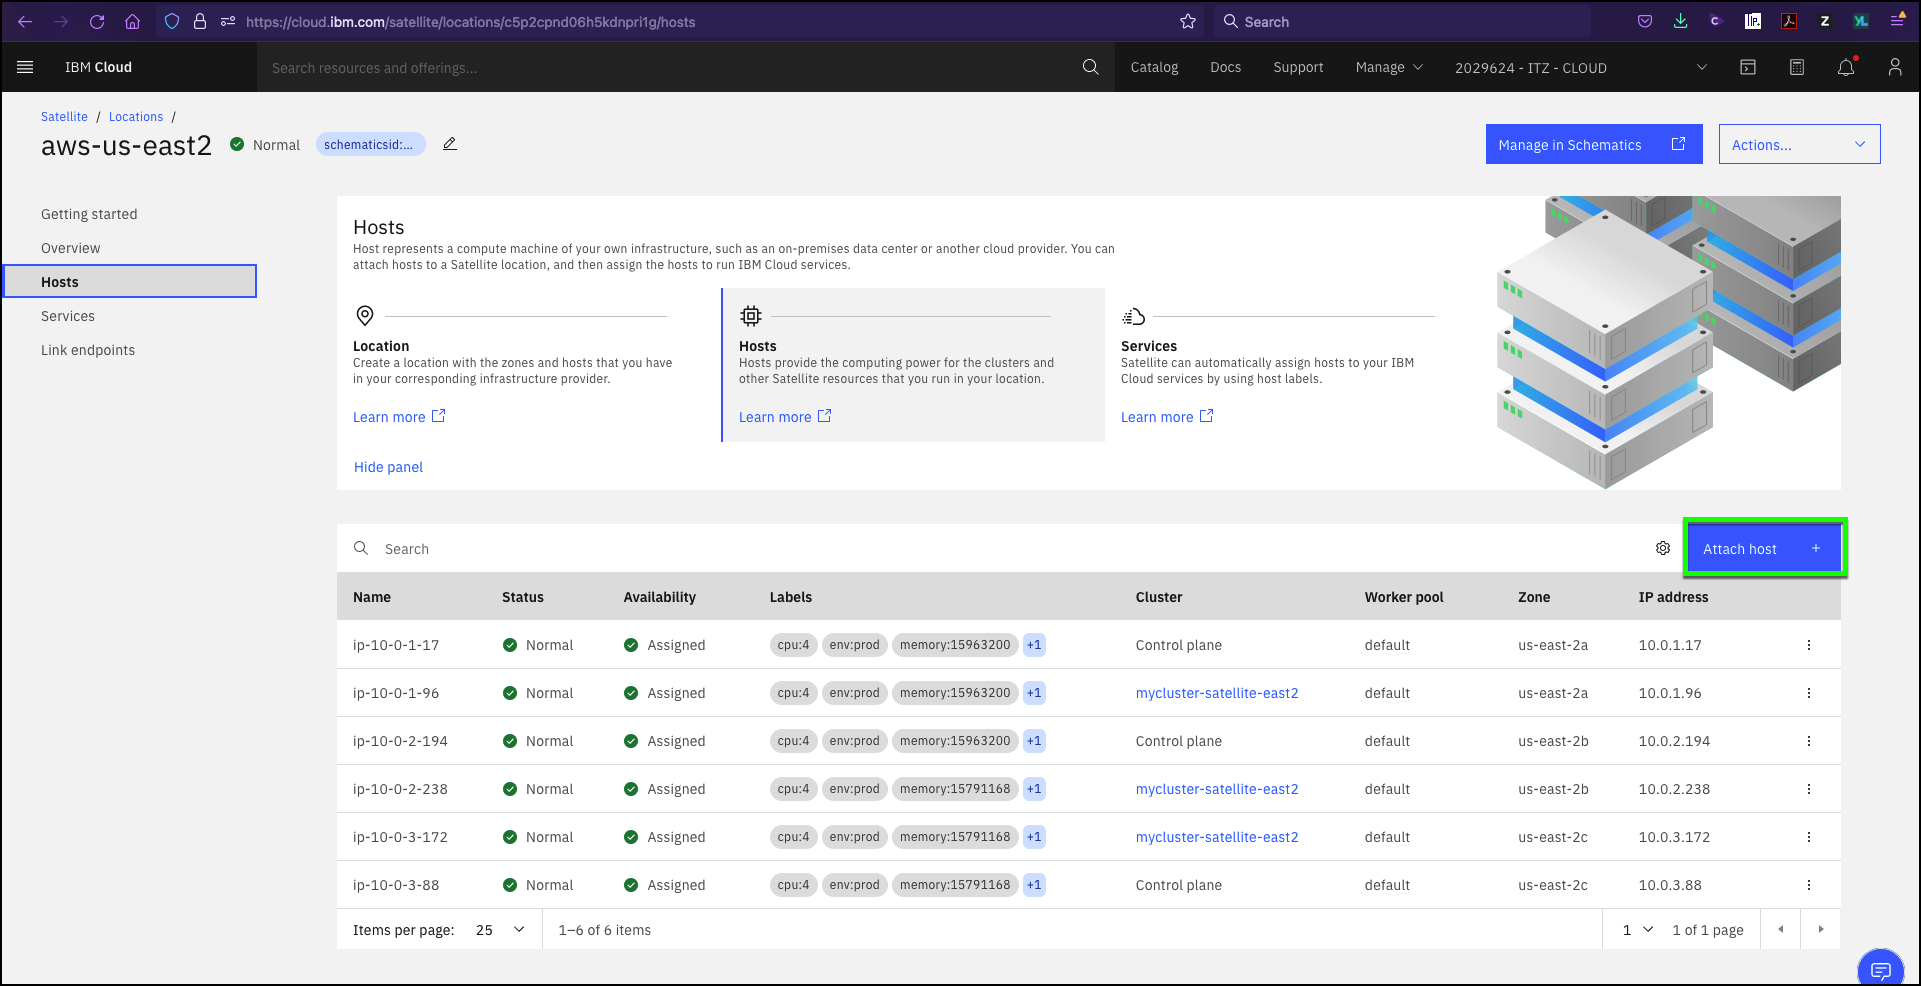 https://cloud.ibm.com/satellite/locations/c5p2cpnd06h5kdnpri1g/hosts
Search
IBM Cloud
Search resources and offerings...
Catalog
Docs
Support
Manage
2029624 - ITZ - CLOUD
Satellite / Locations /
aws-us-east2
Normal
schematicsid:...
Manage in Schematics
Actions...
Getting started
Overview
Hosts
Services
Link endpoints
Hosts
Host represents a compute machine of your own infrastructure, such as an on-premises data center or another cloud provider. You can
attach hosts to a Satellite location, and then assign the hosts to run IBM Cloud services.
Location
Create a location with the zones and hosts that you have
in your corresponding infrastructure provider.
Learn more
Hosts
Hosts provide the computing power for the clusters and
other Satellite resources that you run in your location.
Learn more
Services
Satellite can automatically assign hosts to your IBM
Cloud services by using host labels.
Learn more
Hide panel
Search
Attach host +
Name Status Availability Labels Cluster Worker pool Zone IP address
ip-10-0-1-17 Normal Assigned cpu:4 env:prod memory:15963200 +1 Control plane default us-east-2a 10.0.1.17
ip-10-0-1-96 Normal Assigned cpu:4 env:prod memory:15963200 +1 mycluster-satellite-east2 default us-east-2a 10.0.1.96
ip-10-0-2-194 Normal Assigned cpu:4 env:prod memory:15963200 +1 Control plane default us-east-2b 10.0.2.194
ip-10-0-2-238 Normal Assigned cpu:4 env:prod memory:15791168 +1 mycluster-satellite-east2 default us-east-2b 10.0.2.238
ip-10-0-3-172 Normal Assigned cpu:4 env:prod memory:15791168 +1 mycluster-satellite-east2 default us-east-2c 10.0.3.172
ip-10-0-3-88 Normal Assigned cpu:4 env:prod memory:15791168 +1 Control plane default us-east-2c 10.0.3.88
Items per page: 25 1–6 of 6 items 1 1 of 1 page